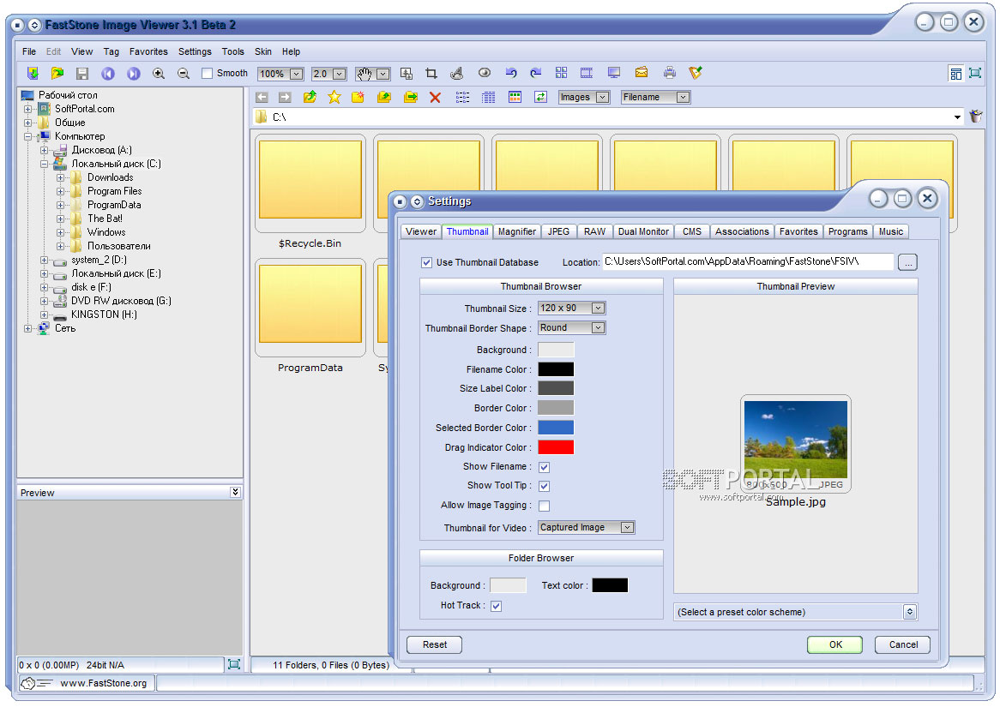 FastStone Image Viewer 3.1 Beta 2
File Edit View Tag Favorites Settings Tools Skin Help
Smooth 100% 2.0
Images Filename
C:\
Рабочий стол
SoftPortal.com
Общие
Компьютер
Дисковод (A:)
Локальный диск (C:)
Downloads
Program Files
ProgramData
The Bat!
Windows
Пользователи
system_2 (D:)
Локальный диск (E:)
disk e (F:)
DVD RW дисковод (G:)
KINGSTON (H:)
Сеть
$Recycle.Bin
ProgramData
Sy
Preview
0 x 0 (0.00MP) 24bit N/A
11 Folders, 0 Files (0 Bytes)
www.FastStone.org
Settings
Viewer Thumbnail Magnifier JPEG RAW Dual Monitor CMS Associations Favorites Programs Music
Use Thumbnail Database Location: C:\Users\SoftPortal.com\AppData\Roaming\FastStone\FSIV\ ...
Thumbnail Browser
Thumbnail Size : 120 x 90
Thumbnail Border Shape : Round
Background :
Filename Color :
Size Label Color :
Border Color :
Selected Border Color :
Drag Indicator Color :
Show Filename :
Show Tool Tip :
Allow Image Tagging :
Thumbnail for Video : Captured Image
Folder Browser
Background : Text color :
Hot Track :
Thumbnail Preview
SOFTPORTAL
800x600 JPEG
www.softportal.com
Sample.jpg
(Select a preset color scheme)
Reset OK Cancel